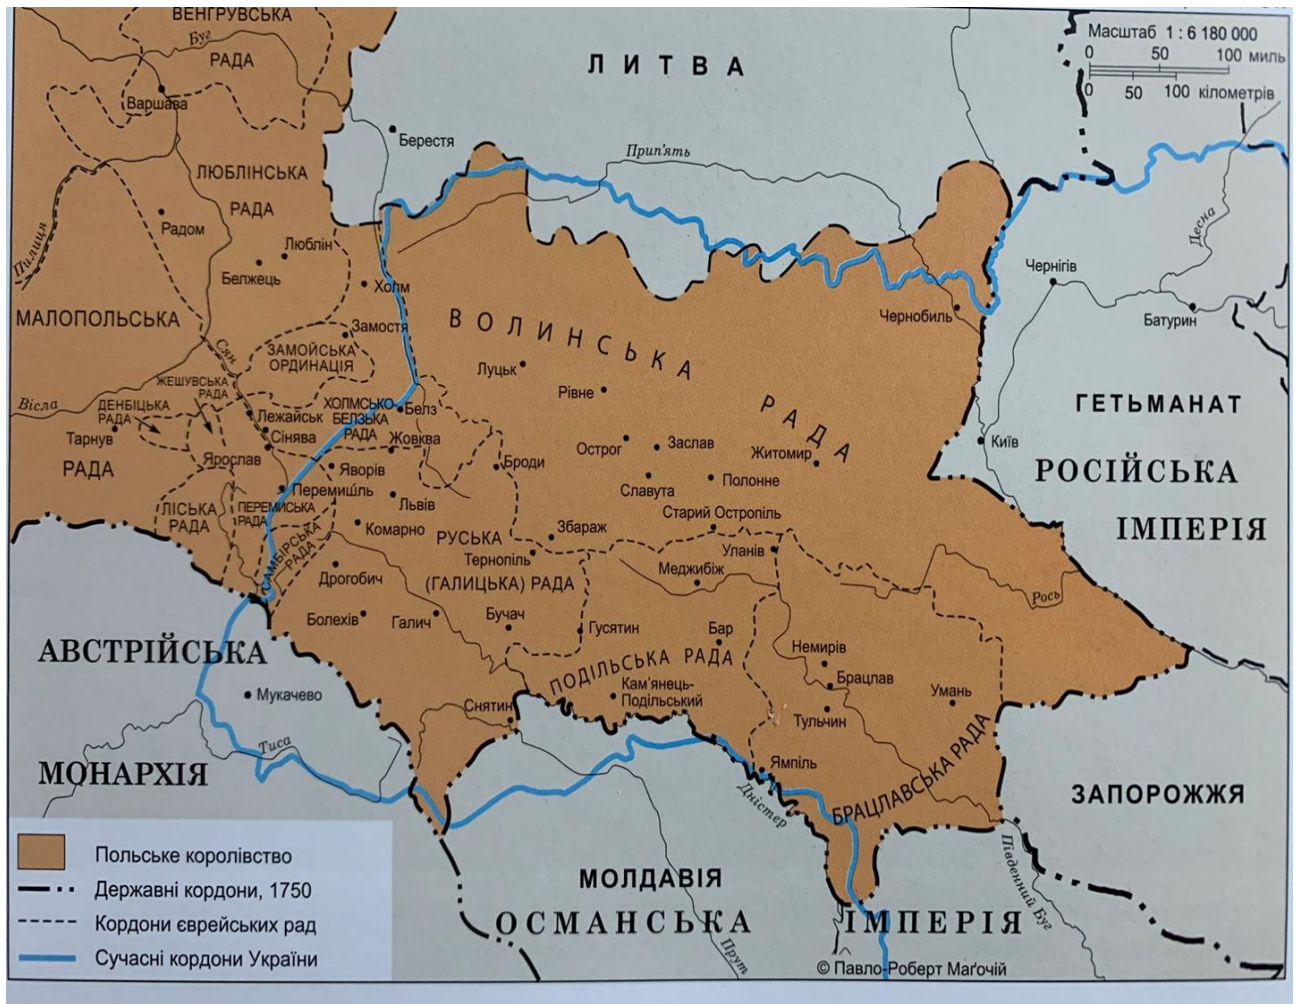 ВЕНГРУВСЬКА
Буг
РАДА
Варшава
ЛИТВА
Масштаб 1 : 6 180 000
0 50 100 миль
0 50 100 кілометрів
Берестя
Прип'ять
ЛЮБЛІНСЬКА
РАДА
Пилиця
Радом
Люблін
Белжець
Холм
Десна
Чернігів
Батурин
Чорнобиль
МАЛОПОЛЬСЬКА
Замостя
ЗАМОЙСЬКА
ОРДИНАЦІЯ
Сян
ВОЛИНСЬКА
РАДА
Луцьк
Рівне
ЖЕШУВСЬКА
РАДА
Вісла
ДЕНБІЦЬКА
РАДА
Тарнув
РАДА
Лежайськ
Сінява
Ярослав
ХОЛМСЬКО-
БЕЛЗЬКА
РАДА
Белз
Жовква
Броди
Острог
Заслав
Житомир
Славута
Полонне
Київ
ГЕТЬМАНАТ
РОСІЙСЬКА
ІМПЕРІЯ
Яворів
Перемишль
Львів
ЛІСЬКА
РАДА
ПЕРЕМИСЬКА
РАДА
САМБІРСЬКА
РАДА
Комарно
РУСЬКА
(ГАЛИЦЬКА) РАДА
Збараж
Тернопіль
Старий Остропіль
Уланів
Меджибіж
Дрогобич
Болехів
Галич
Бучач
Гусятин
Бар
Рось
Немирів
Брацлав
Умань
Тульчин
ПОДІЛЬСЬКА РАДА
Кам'янець-
Подільський
Снятин
Ямпіль
БРАЦЛАВСЬКА РАДА
Дністер
АВСТРІЙСЬКА
МОНАРХІЯ
Мукачево
Тиса
ЗАПОРОЖЖЯ
Південний Буг
МОЛДАВІЯ
ОСМАНСЬКА ІМПЕРІЯ
Прут
Польське королівство
Державні кордони, 1750
Кордони єврейських рад
Сучасні кордони України
© Павло-Роберт Маґочій